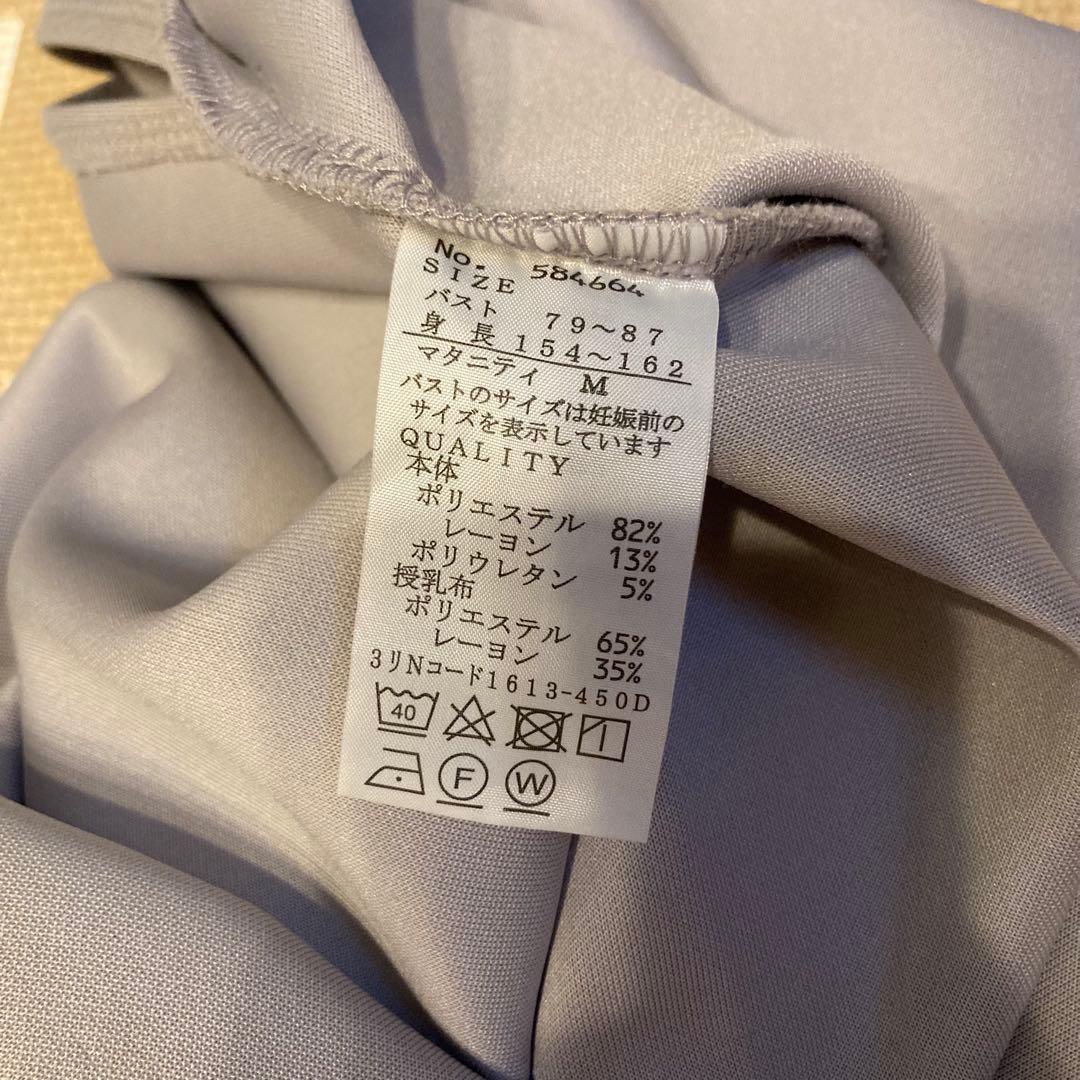 No. 584664
SIZE
バスト 79～87
身長 154～162
マタニティ M
バストのサイズは妊娠前の
サイズを表示しています
QUALITY
本体
ポリエステル 82%
レーヨン 13%
ポリウレタン 5%
授乳布
ポリエステル 65%
レーヨン 35%
3リNコード1613-450D
40
F W